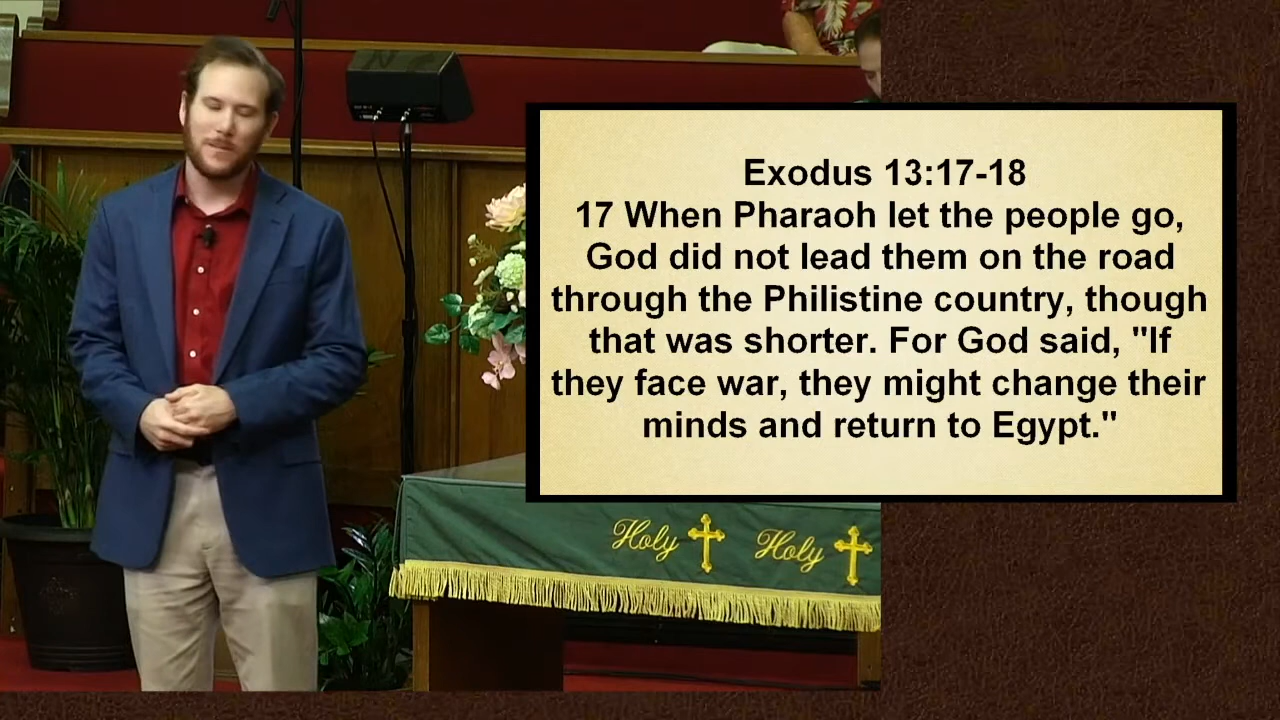 Exodus 13:17-18
17 When Pharaoh let the people go,
God did not lead them on the road
through the Philistine country, though
that was shorter. For God said, "If
they face war, they might change their
minds and return to Egypt."
Holy Holy